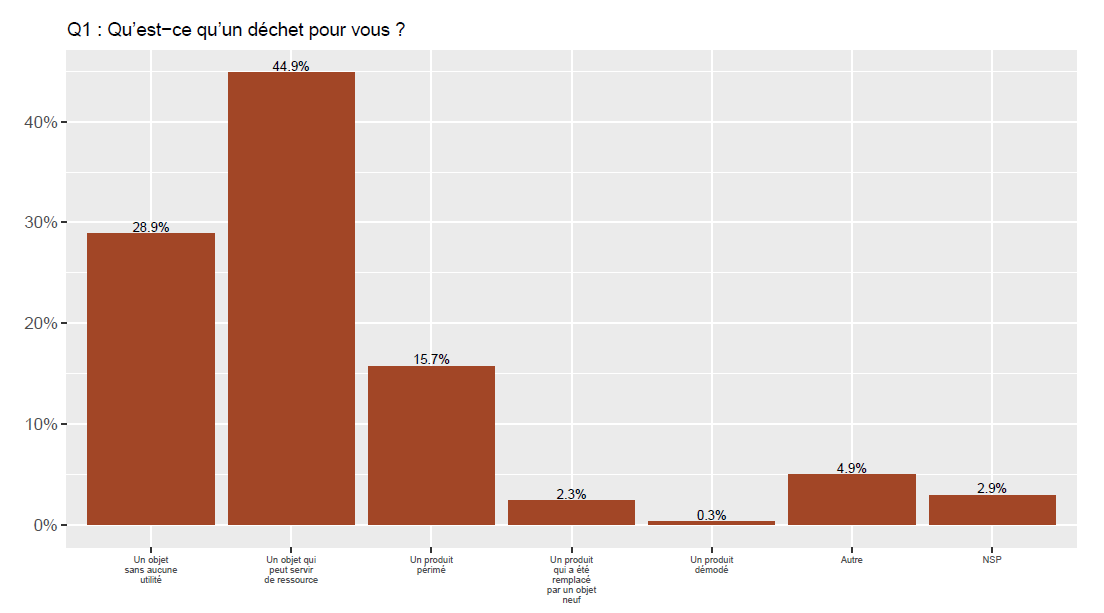 Q1 : Qu’est−ce qu’un déchet pour vous ?
44.9%
40%
30%
28.9%
20%
15.7%
10%
4.9%
2.9%
2.3%
0.3%
0%
Un objet
sans aucune
utilité
Un objet qui
peut servir
de ressource
Un produit
périmé
Un produit
qui a été
remplacé
par un objet
neuf
Un produit
démodé
Autre
NSP